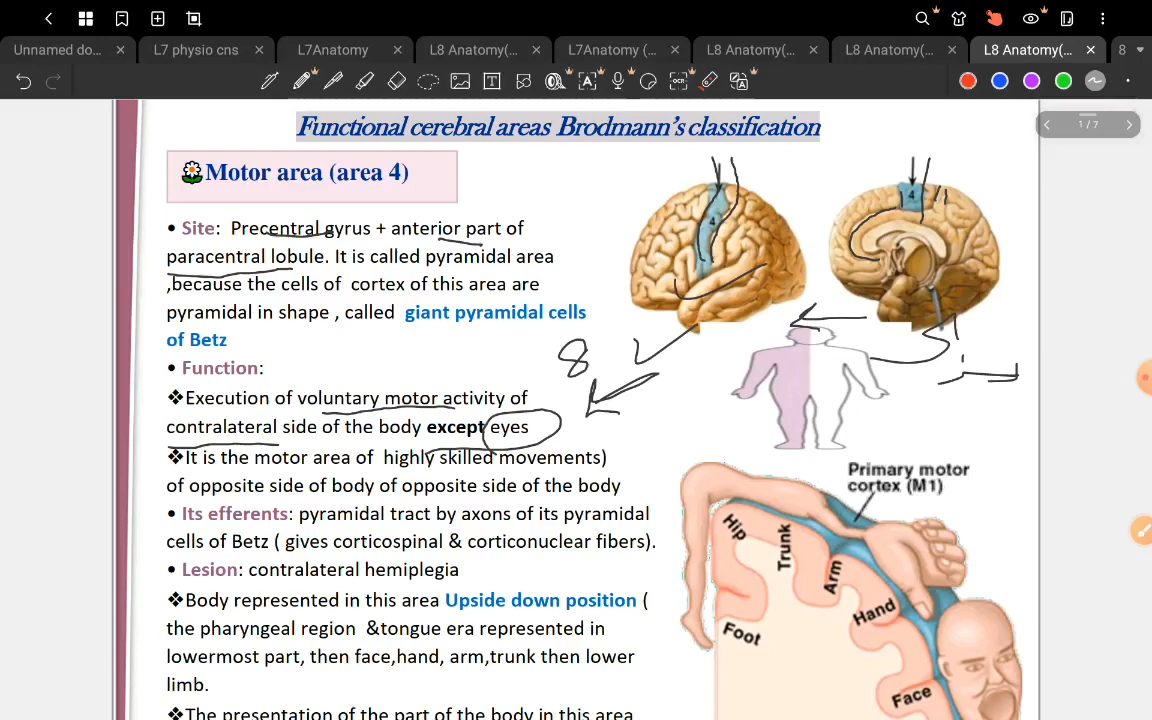 Unnamed do...
L7 physio cns
L7Anatomy
L8 Anatomy(...
L7Anatomy (...
L8 Anatomy(...
L8 Anatomy(...
L8 Anatomy(...
8
1/7
Functional cerebral areas Brodmann's classification
Motor area (area 4)
• Site: Precentral gyrus + anterior part of
paracentral lobule. It is called pyramidal area
,because the cells of cortex of this area are
pyramidal in shape , called giant pyramidal cells
of Betz
4
4
8
• Function:
❖Execution of voluntary motor activity of
contralateral side of the body except eyes
❖It is the motor area of highly skilled movements)
of opposite side of body of opposite side of the body
• Its efferents: pyramidal tract by axons of its pyramidal
cells of Betz ( gives corticospinal & corticonuclear fibers).
• Lesion: contralateral hemiplegia
❖Body represented in this area Upside down position (
the pharyngeal region &tongue era represented in
lowermost part, then face,hand, arm,trunk then lower
limb.
❖The presentation of the part of the body in this area
Primary motor
cortex (M1)
Hip
Trunk
Arm
Hand
Foot
Face